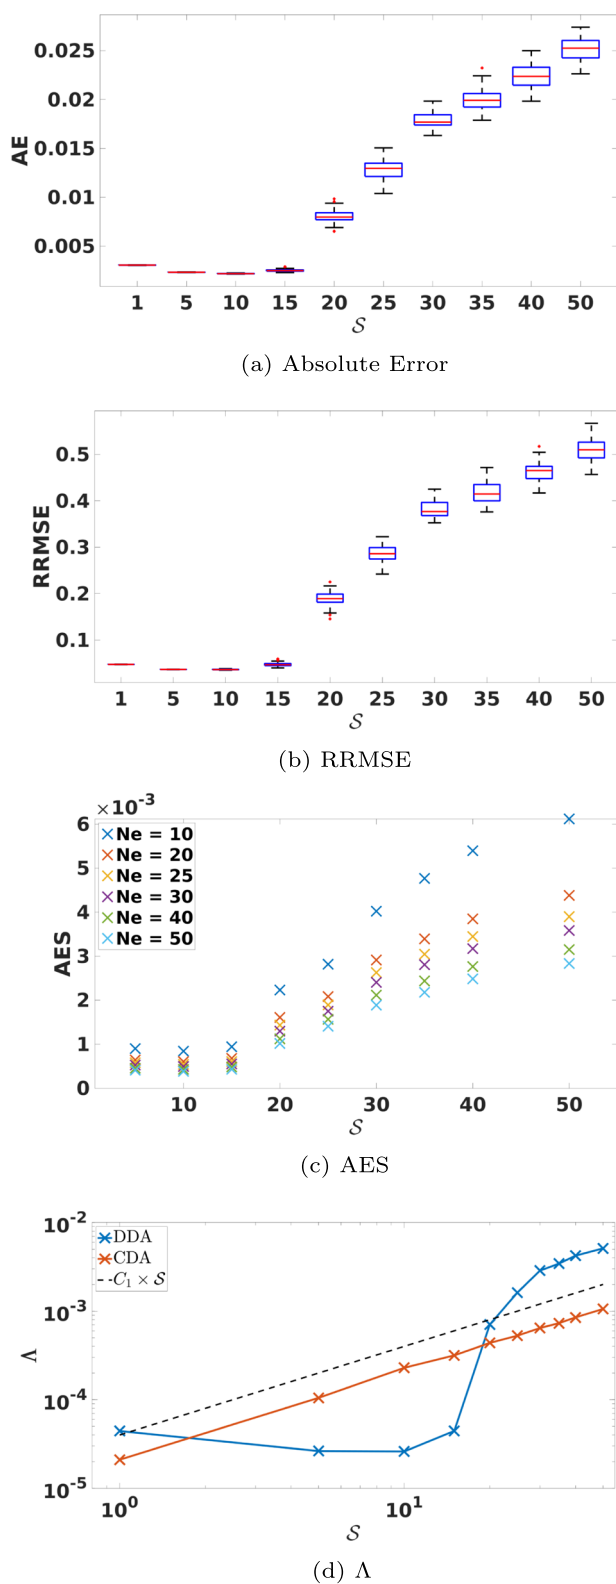 0.025
0.02
0.015
0.01
0.005
AE
1 5 10 15 20 25 30 35 40 50
𝒮
(a) Absolute Error
0.5
0.4
0.3
0.2
0.1
RRMSE
1 5 10 15 20 25 30 35 40 50
𝒮
(b) RRMSE
×10⁻³
6
5
4
3
2
1
0
AES
Ne = 10
Ne = 20
Ne = 25
Ne = 30
Ne = 40
Ne = 50
10 20 30 40 50
𝒮
(c) AES
10⁻²
10⁻³
10⁻⁴
10⁻⁵
Λ
DDA
CDA
C₁ × 𝒮
10⁰ 10¹
𝒮
(d) Λ